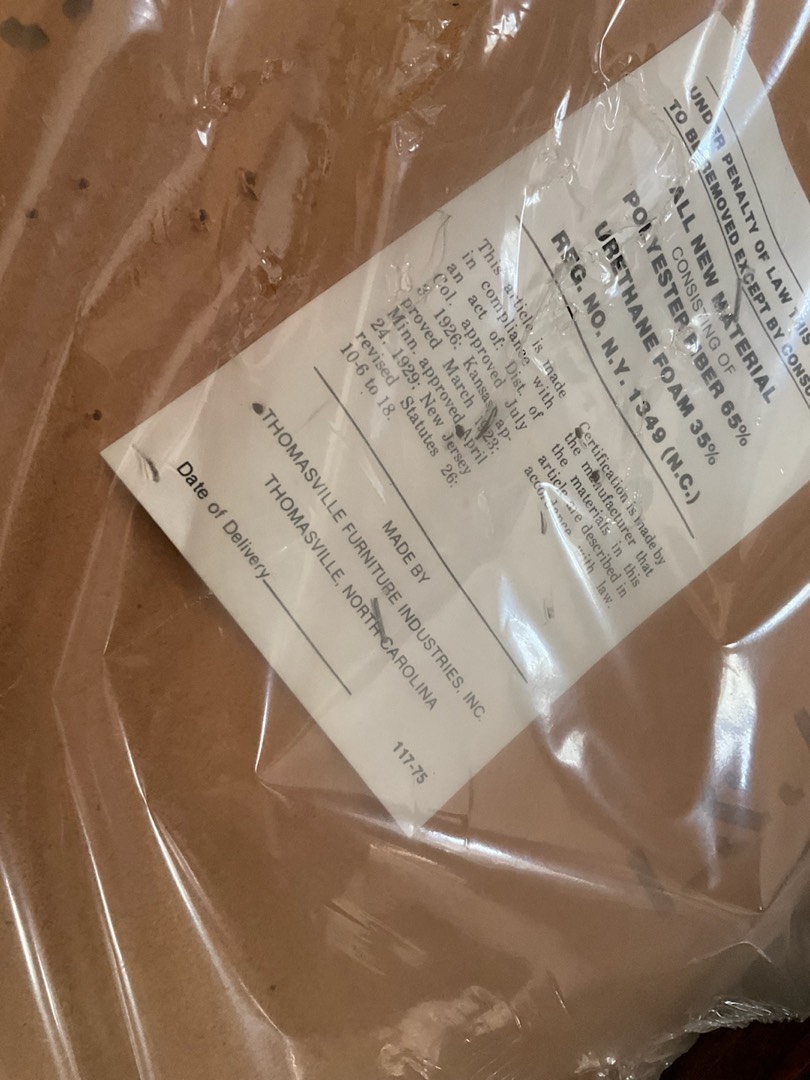 UNDER PENALTY OF LAW THIS
TO BE REMOVED EXCEPT BY CONS
ALL NEW MATERIAL
CONSISTING OF
POLYESTER FIBER 65%
URETHANE FOAM 35%
REG. NO. N.Y. 1349 (N.C.)
This article is made
in compliance with
an act of: Dist. of
Col. approved July
3, 1926; Kansas ap-
proved March 1923;
Minn. approved April
24, 1929; New Jersey
revised Statutes 26:
10-6 to 18.
Certification is made by
the manufacturer that
the materials in this
article are described in
accordance with law.
MADE BY
THOMASVILLE FURNITURE INDUSTRIES, INC.
THOMASVILLE, NORTH CAROLINA
Date of Delivery
117-75